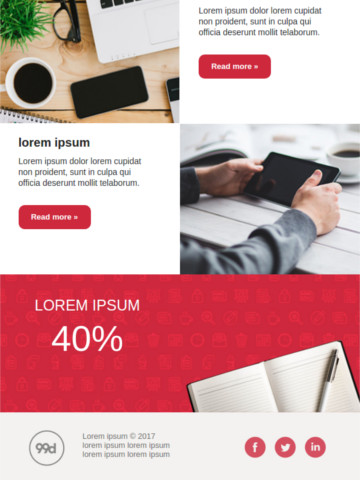 Lorem ipsum dolor lorem cupidat
non proident, sunt in culpa qui
officia deserunt mollit telaborum.
Read more »
lorem ipsum
Lorem ipsum dolor lorem cupidat
non proident, sunt in culpa qui
officia deserunt mollit telaborum.
Read more »
LOREM IPSUM
40%
99d
Lorem ipsum © 2017
lorem ipsum lorem ipsum
lorem ipsum lorem ipsum
f
in